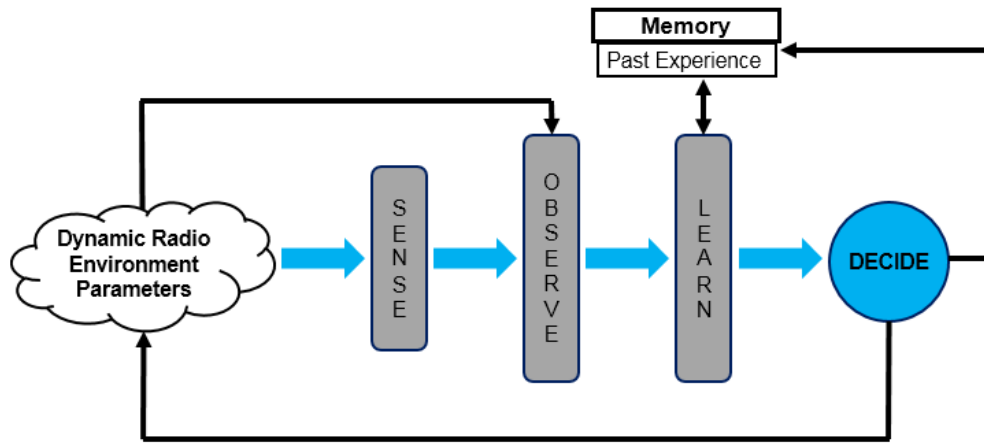 Memory
Past Experience
Dynamic Radio
Environment
Parameters
SENSE
OBSERVE
LEARN
DECIDE